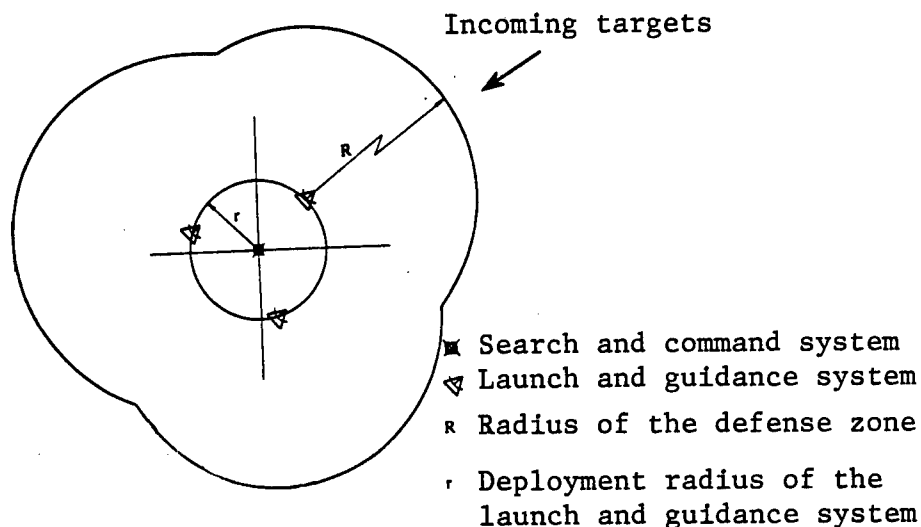 Incoming targets
R
r
Search and command system
Launch and guidance system
R Radius of the defense zone
r Deployment radius of the
launch and guidance system